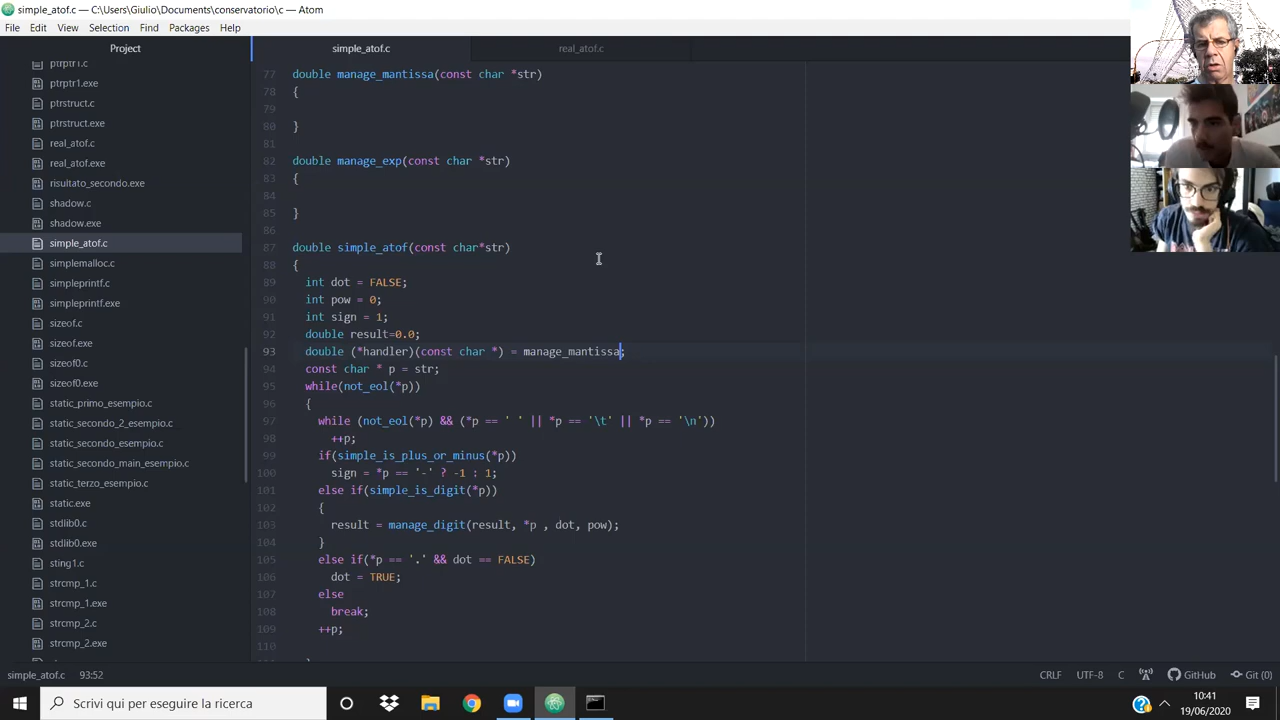 simple_atof.c — C:\Users\Giulio\Documents\conservatorio\c — Atom
File Edit View Selection Find Packages Help
Project
simple_atof.c
real_atof.c
ptrptr1.c
ptrptr1.exe
ptrstruct.c
ptrstruct.exe
real_atof.c
real_atof.exe
risultato_secondo.exe
shadow.c
shadow.exe
simple_atof.c
simplemalloc.c
simpleprintf.c
simpleprintf.exe
sizeof.c
sizeof.exe
sizeof0.c
sizeof0.exe
static_primo_esempio.c
static_secondo_2_esempio.c
static_secondo_esempio.c
static_secondo_main_esempio.c
static_terzo_esempio.c
static.exe
stdlib0.c
stdlib0.exe
sting1.c
strcmp_1.c
strcmp_1.exe
strcmp_2.c
strcmp_2.exe
77 double manage_mantissa(const char *str)
78 {
79
80 }
81
82 double manage_exp(const char *str)
83 {
84
85 }
86
87 double simple_atof(const char*str)
88 {
89 int dot = FALSE;
90 int pow = 0;
91 int sign = 1;
92 double result=0.0;
93 double (*handler)(const char *) = manage_mantissa;
94 const char * p = str;
95 while(not_eol(*p))
96 {
97 while (not_eol(*p) && (*p == ' ' || *p == '\t' || *p == '\n'))
98 ++p;
99 if(simple_is_plus_or_minus(*p))
100 sign = *p == '-' ? -1 : 1;
101 else if(simple_is_digit(*p))
102 {
103 result = manage_digit(result, *p , dot, pow);
104 }
105 else if(*p == '.' && dot == FALSE)
106 dot = TRUE;
107 else
108 break;
109 ++p;
110
simple_atof.c 93:52
CRLF UTF-8 C GitHub Git (0)
Scrivi qui per eseguire la ricerca
10:41
19/06/2020